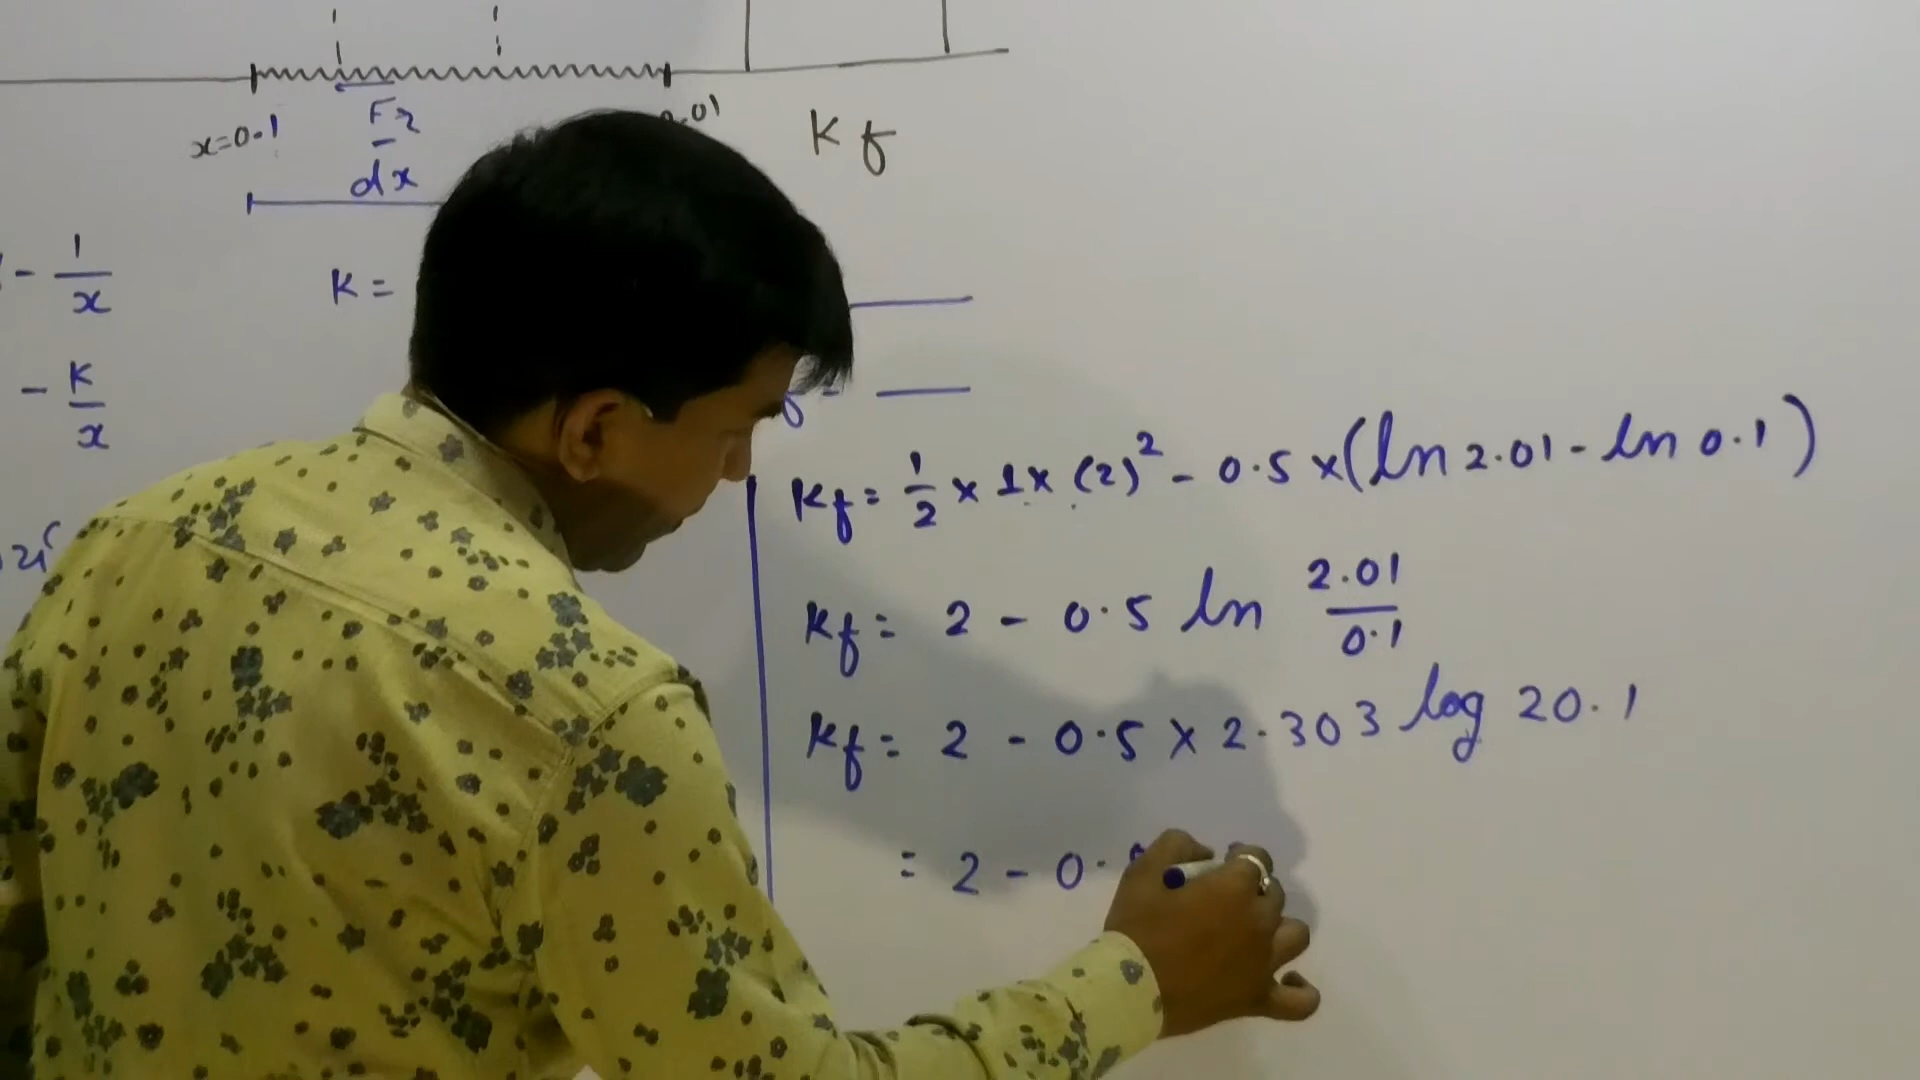 x=0.1
Fr
dx
.01
Kf
- 1/x
K =
- K/x
Kf = 1/2 × 1 × (2)² - 0.5 × (ln 2.01 - ln 0.1)
Kf = 2 - 0.5 ln 2.01/0.1
Kf = 2 - 0.5 × 2.303 log 20.1
= 2 - 0.